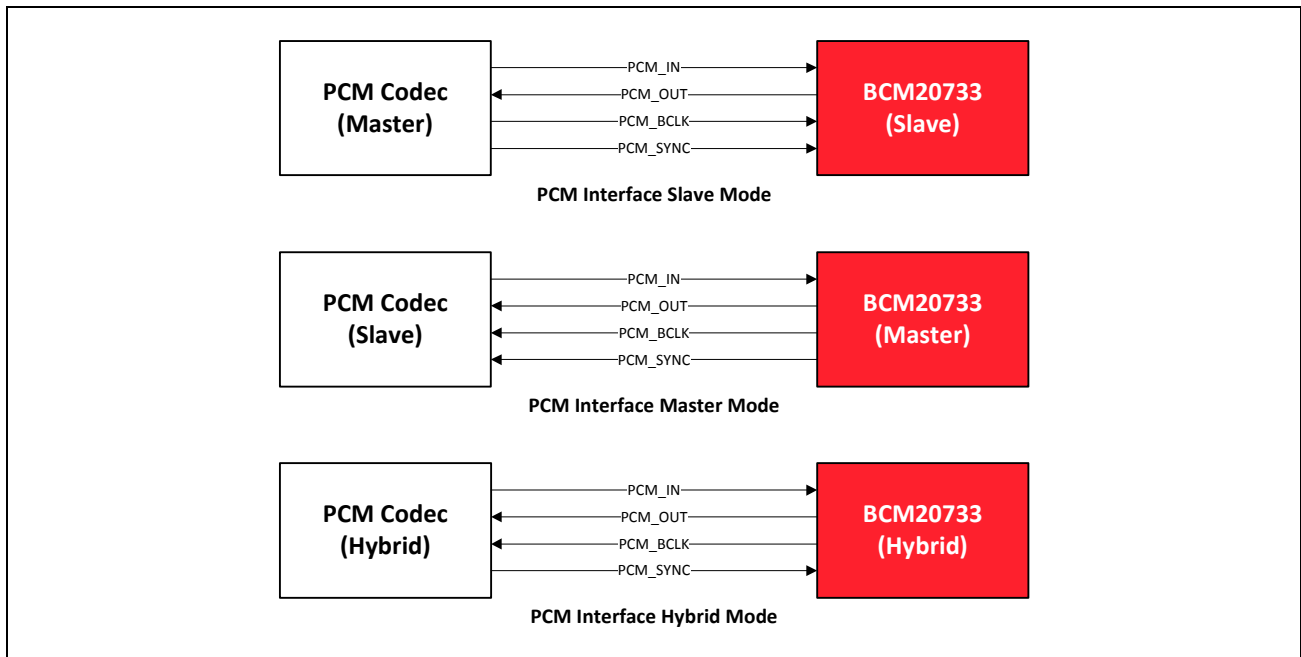 PCM Codec
(Master)
PCM_IN
PCM_OUT
PCM_BCLK
PCM_SYNC
BCM20733
(Slave)
PCM Interface Slave Mode
PCM Codec
(Slave)
PCM_IN
PCM_OUT
PCM_BCLK
PCM_SYNC
BCM20733
(Master)
PCM Interface Master Mode
PCM Codec
(Hybrid)
PCM_IN
PCM_OUT
PCM_BCLK
PCM_SYNC
BCM20733
(Hybrid)
PCM Interface Hybrid Mode